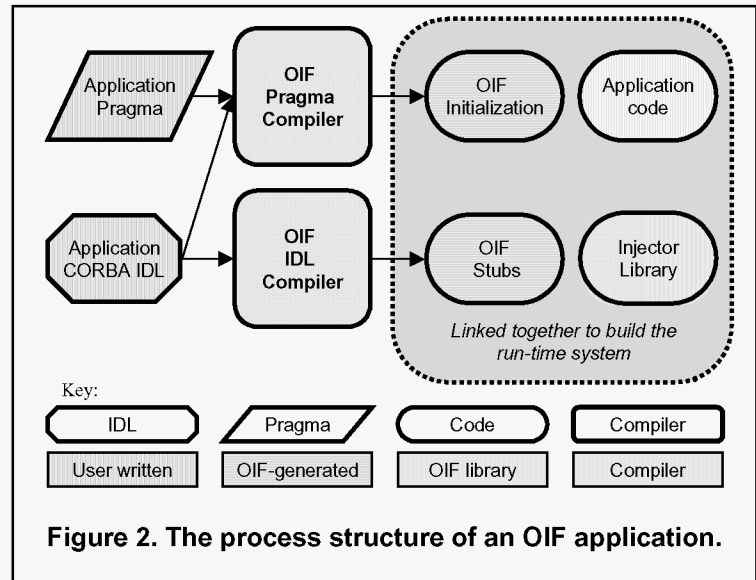 Application
Pragma
OIF
Pragma
Compiler
OIF
Initialization
Application
code
Application
CORBA IDL
OIF
IDL
Compiler
OIF
Stubs
Injector
Library
Linked together to build the
run-time system
Key:
IDL
Pragma
Code
Compiler
User written
OIF-generated
OIF library
Compiler
Figure 2. The process structure of an OIF application.